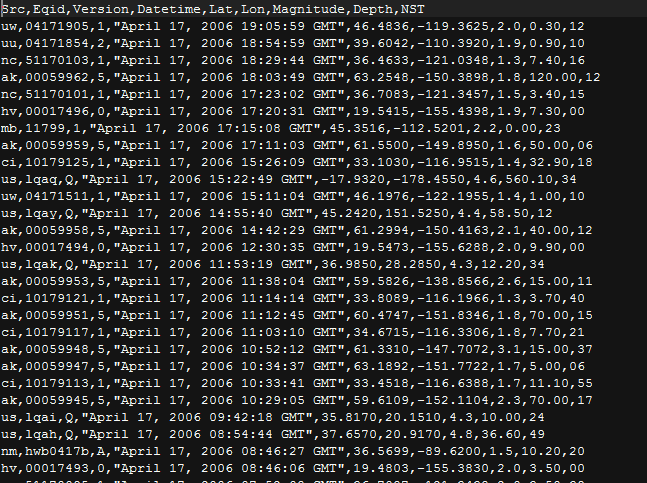 Src,Eqid,Version,Datetime,Lat,Lon,Magnitude,Depth,NST
uw,04171905,1,"April 17, 2006 19:05:59 GMT",46.4836,-119.3625,2.0,0.30,12
uu,04171854,2,"April 17, 2006 18:54:59 GMT",39.6042,-110.3920,1.9,0.90,10
nc,51170103,1,"April 17, 2006 18:29:44 GMT",36.4633,-121.0348,1.3,7.40,16
ak,00059962,5,"April 17, 2006 18:03:49 GMT",63.2548,-150.3898,1.8,120.00,12
nc,51170101,1,"April 17, 2006 17:23:02 GMT",36.7083,-121.3457,1.5,3.40,15
hv,00017496,0,"April 17, 2006 17:20:31 GMT",19.5415,-155.4398,1.9,7.30,00
mb,11799,1,"April 17, 2006 17:15:08 GMT",45.3516,-112.5201,2.2,0.00,23
ak,00059959,5,"April 17, 2006 17:11:03 GMT",61.5500,-149.8950,1.6,50.00,06
ci,10179125,1,"April 17, 2006 15:26:09 GMT",33.1030,-116.9515,1.4,32.90,18
us,lqaq,Q,"April 17, 2006 15:22:49 GMT",-17.9320,-178.4550,4.6,560.10,34
uw,04171511,1,"April 17, 2006 15:11:04 GMT",46.1976,-122.1955,1.4,1.00,10
us,lqay,Q,"April 17, 2006 14:55:40 GMT",45.2420,151.5250,4.4,58.50,12
ak,00059958,5,"April 17, 2006 14:42:29 GMT",61.2994,-150.4163,2.1,40.00,12
hv,00017494,0,"April 17, 2006 12:30:35 GMT",19.5473,-155.6288,2.0,9.90,00
us,lqak,Q,"April 17, 2006 11:53:19 GMT",36.9850,28.2850,4.3,12.20,34
ak,00059953,5,"April 17, 2006 11:38:04 GMT",59.5826,-138.8566,2.6,15.00,11
ci,10179121,1,"April 17, 2006 11:14:14 GMT",33.8089,-116.1966,1.3,3.70,40
ak,00059951,5,"April 17, 2006 11:12:45 GMT",60.4747,-151.8346,1.8,70.00,15
ci,10179117,1,"April 17, 2006 11:03:10 GMT",34.6715,-116.3306,1.8,7.70,21
ak,00059948,5,"April 17, 2006 10:52:12 GMT",61.3310,-147.7072,3.1,15.00,37
ak,00059947,5,"April 17, 2006 10:34:37 GMT",63.1892,-151.7722,1.7,5.00,06
ci,10179113,1,"April 17, 2006 10:33:41 GMT",33.4518,-116.6388,1.7,11.10,55
ak,00059945,5,"April 17, 2006 10:29:05 GMT",59.6109,-152.1104,2.3,70.00,17
us,lqai,Q,"April 17, 2006 09:42:18 GMT",35.8170,20.1510,4.3,10.00,24
us,lqah,Q,"April 17, 2006 08:54:44 GMT",37.6570,20.9170,4.8,36.60,49
nm,hwb0417b,A,"April 17, 2006 08:46:27 GMT",36.5699,-89.6200,1.5,10.20,20
hv,00017493,0,"April 17, 2006 08:46:06 GMT",19.4803,-155.3830,2.0,3.50,00